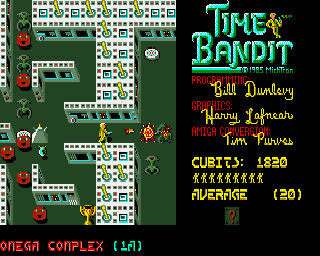 TIME
BANDIT
©1985 MichTron
PROGRAMMING:
Bill Dunlevy
GRAPHICS:
Harry Lafnear
AMIGA CONVERSION:
Tim Purves
CUBITS: 1820
AVERAGE (20)
?
OMEGA COMPLEX (1A)